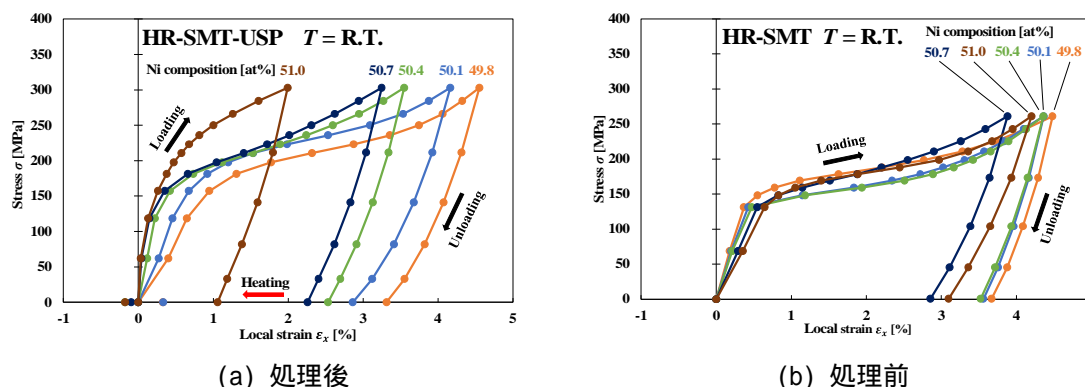 HR-SMT-USP T = R.T.
Ni composition [at%] 51.0 50.7 50.4 50.1 49.8
Loading
Unloading
Heating
Stress σ [MPa]
400
350
300
250
200
150
100
50
0
-1 0 1 2 3 4 5
Local strain εx [%]
(a) 処理後
HR-SMT T = R.T.
Ni composition [at%]
50.7 51.0 50.4 50.1 49.8
Loading
Unloading
Stress σ [MPa]
400
350
300
250
200
150
100
50
0
-1 0 1 2 3 4
Local strain εx [%]
(b) 処理前